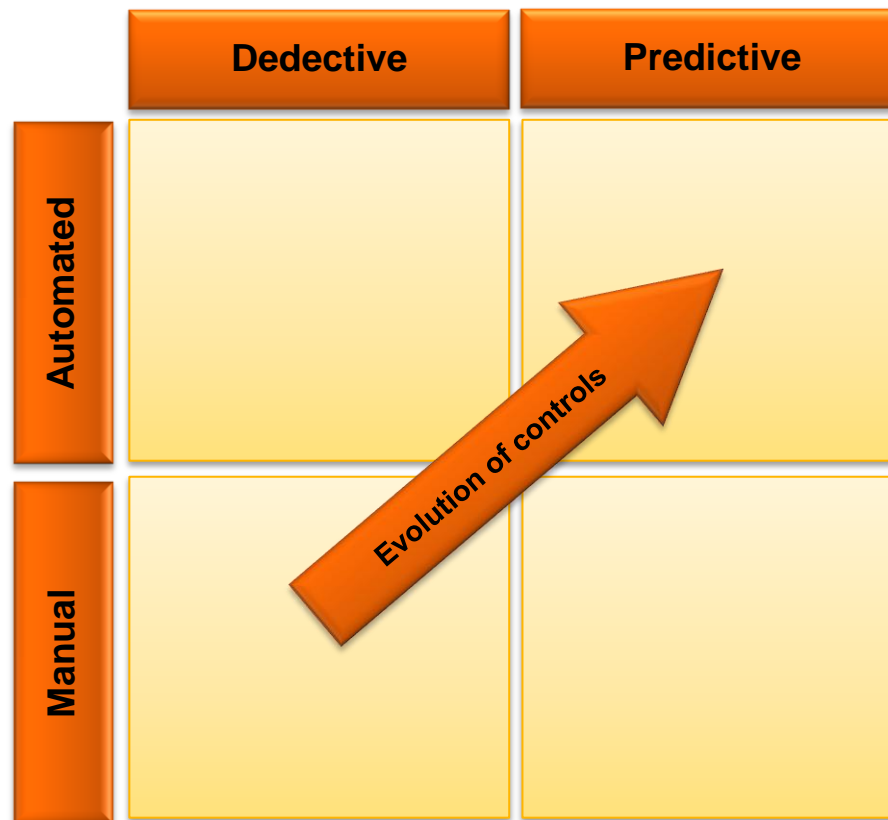 Dedective
Predictive
Automated
Evolution of controls
Manual